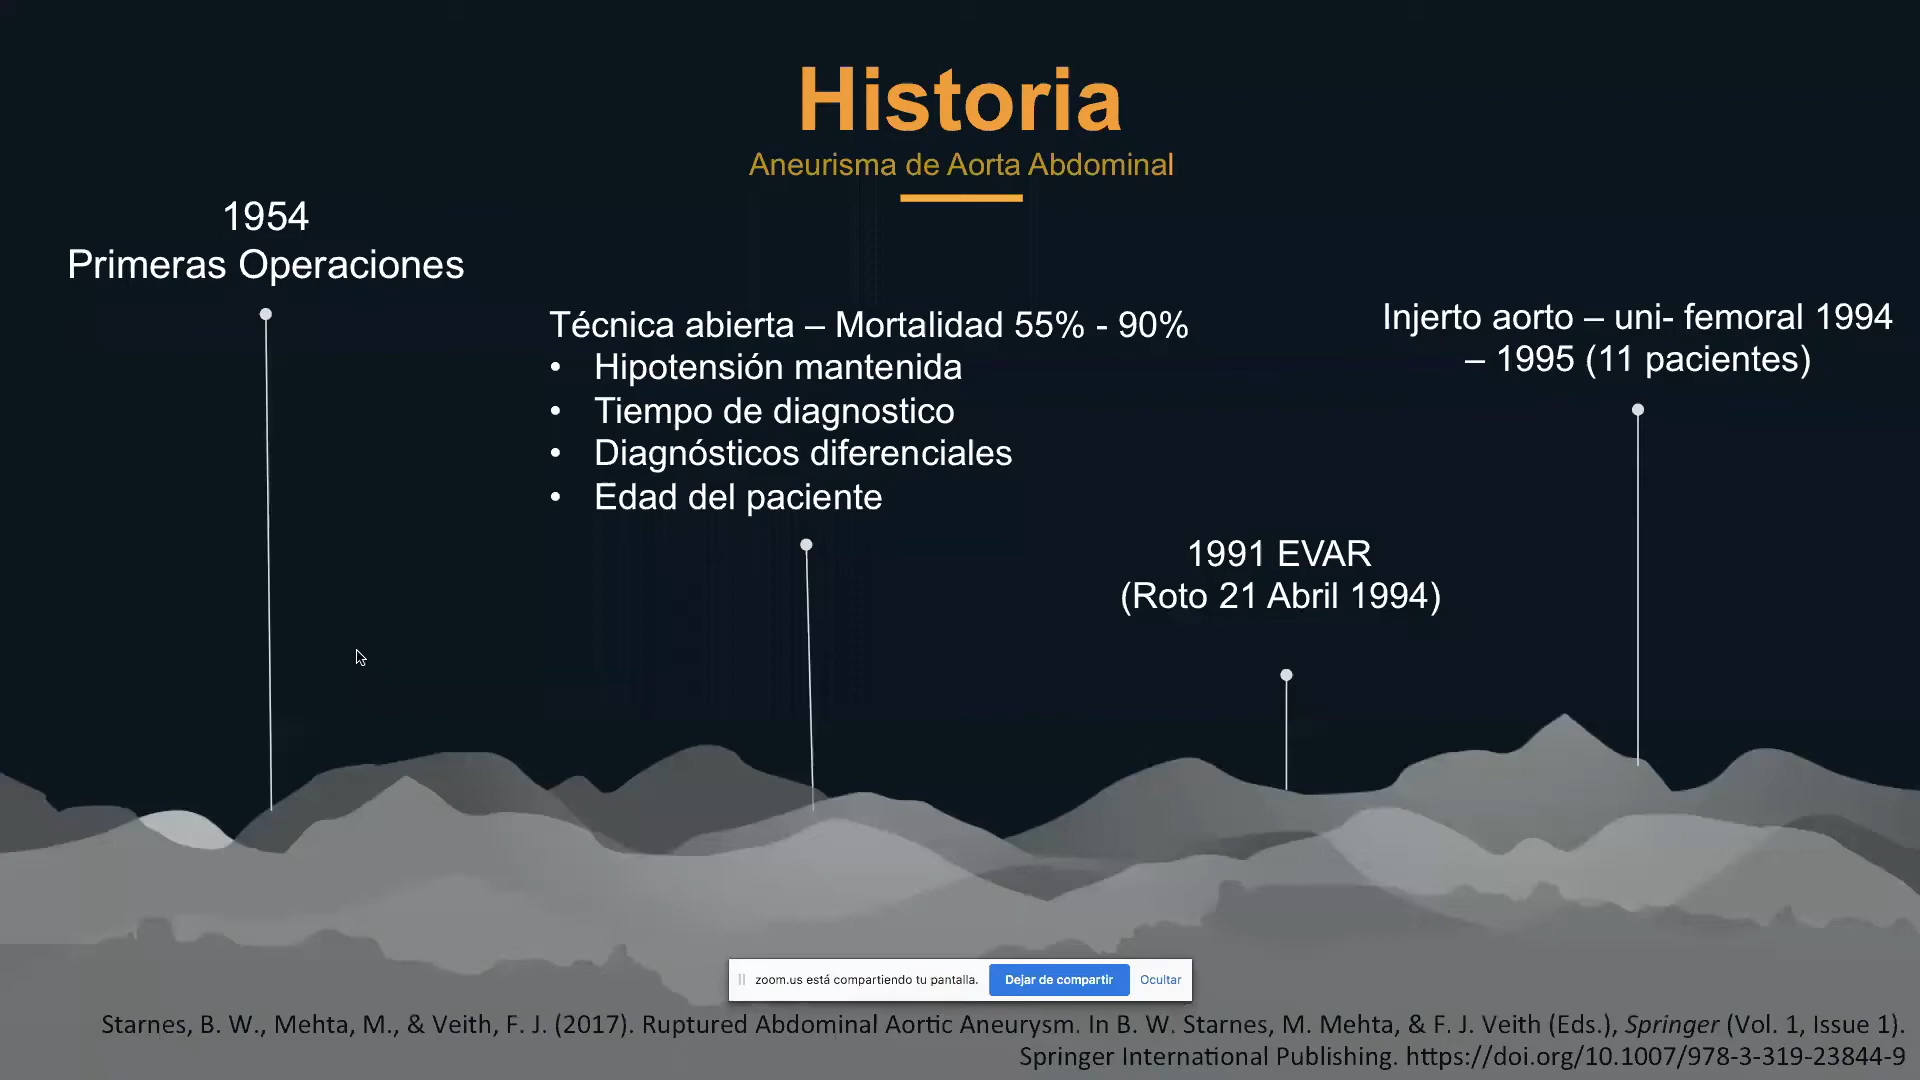 Historia
Aneurisma de Aorta Abdominal
1954
Primeras Operaciones
Técnica abierta – Mortalidad 55% - 90%
• Hipotensión mantenida
• Tiempo de diagnostico
• Diagnósticos diferenciales
• Edad del paciente
1991 EVAR
(Roto 21 Abril 1994)
Injerto aorto – uni- femoral 1994
– 1995 (11 pacientes)
zoom.us está compartiendo tu pantalla. Dejar de compartir Ocultar
Starnes, B. W., Mehta, M., & Veith, F. J. (2017). Ruptured Abdominal Aortic Aneurysm. In B. W. Starnes, M. Mehta, & F. J. Veith (Eds.), Springer (Vol. 1, Issue 1).
Springer International Publishing. https://doi.org/10.1007/978-3-319-23844-9